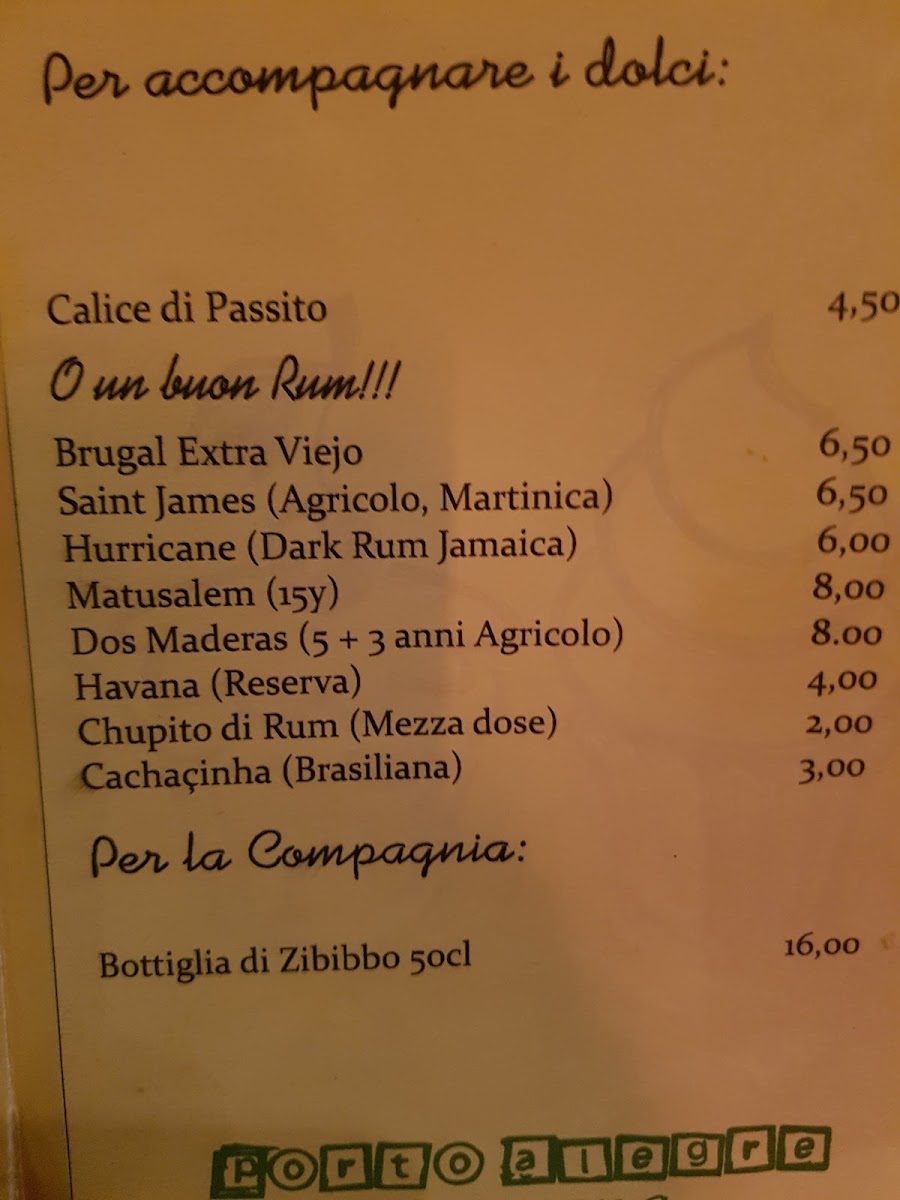 Per accompagnare i dolci:
Calice di Passito 4,50
O un buon Rum!!!
Brugal Extra Viejo 6,50
Saint James (Agricolo, Martinica) 6,50
Hurricane (Dark Rum Jamaica) 6,00
Matusalem (15y) 8,00
Dos Maderas (5 + 3 anni Agricolo) 8.00
Havana (Reserva) 4,00
Chupito di Rum (Mezza dose) 2,00
Cachaçinha (Brasiliana) 3,00
Per la Compagnia:
Bottiglia di Zibibbo 50cl 16,00
porto alegre